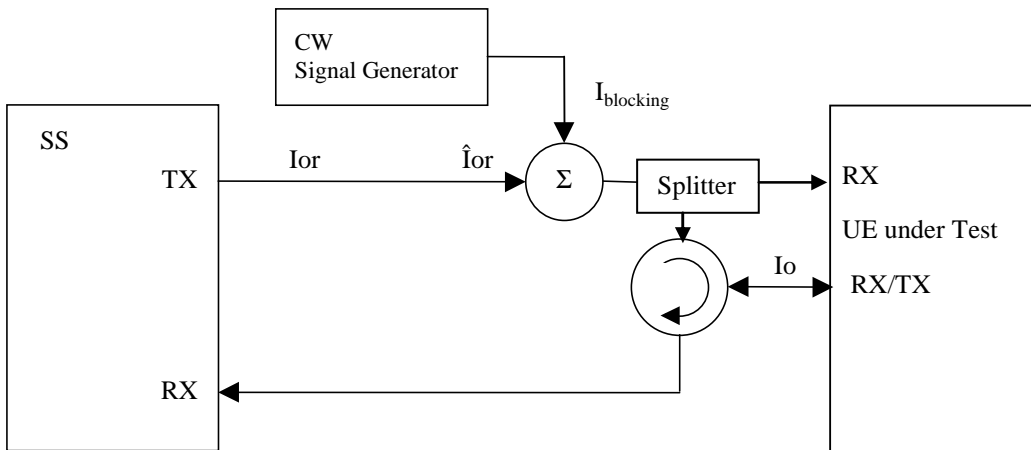 CW
Signal Generator
I_blocking
SS
TX
Ior
Îor
Σ
Splitter
RX
UE under Test
Io
RX/TX
RX